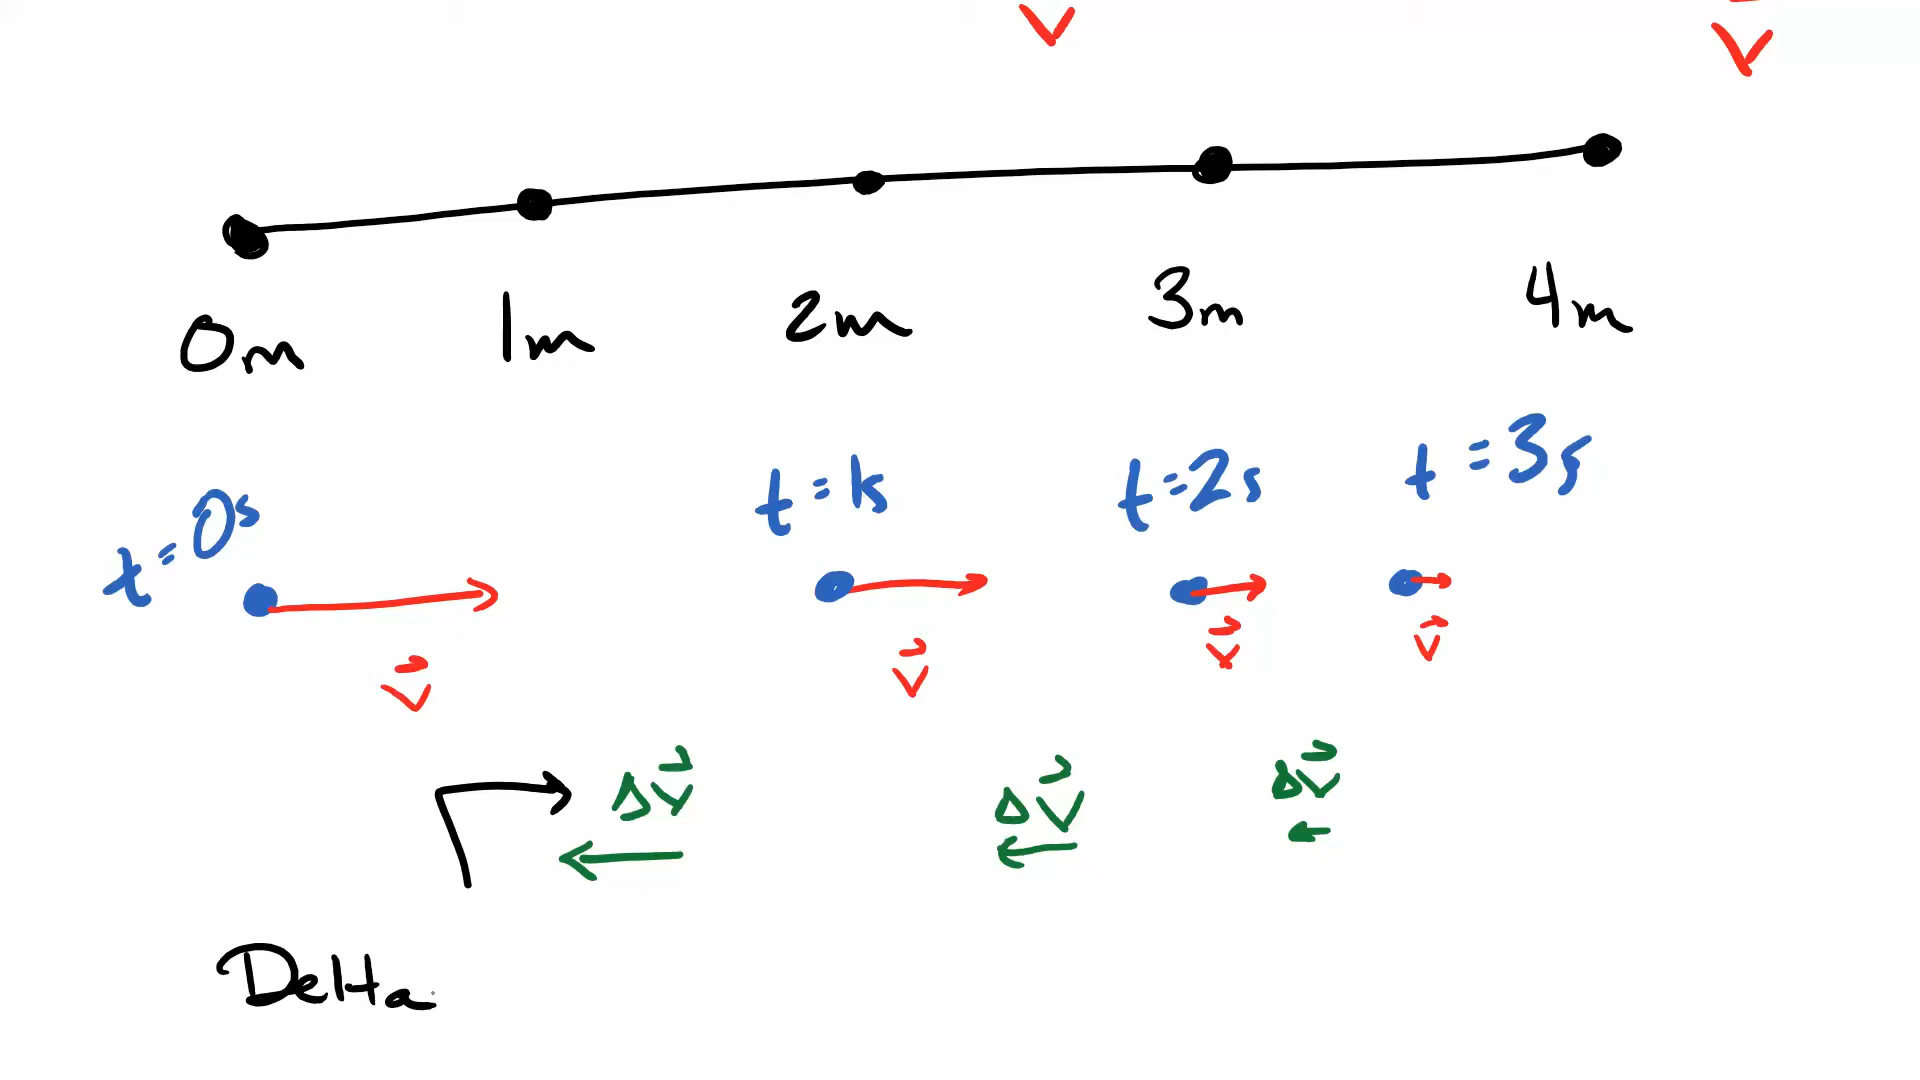 v⃗ v⃗
0m 1m 2m 3m 4m
t=0s t=1s t=2s t=3s
v⃗ v⃗ v⃗ v⃗
Δv⃗ Δv⃗ Δv⃗
Delta